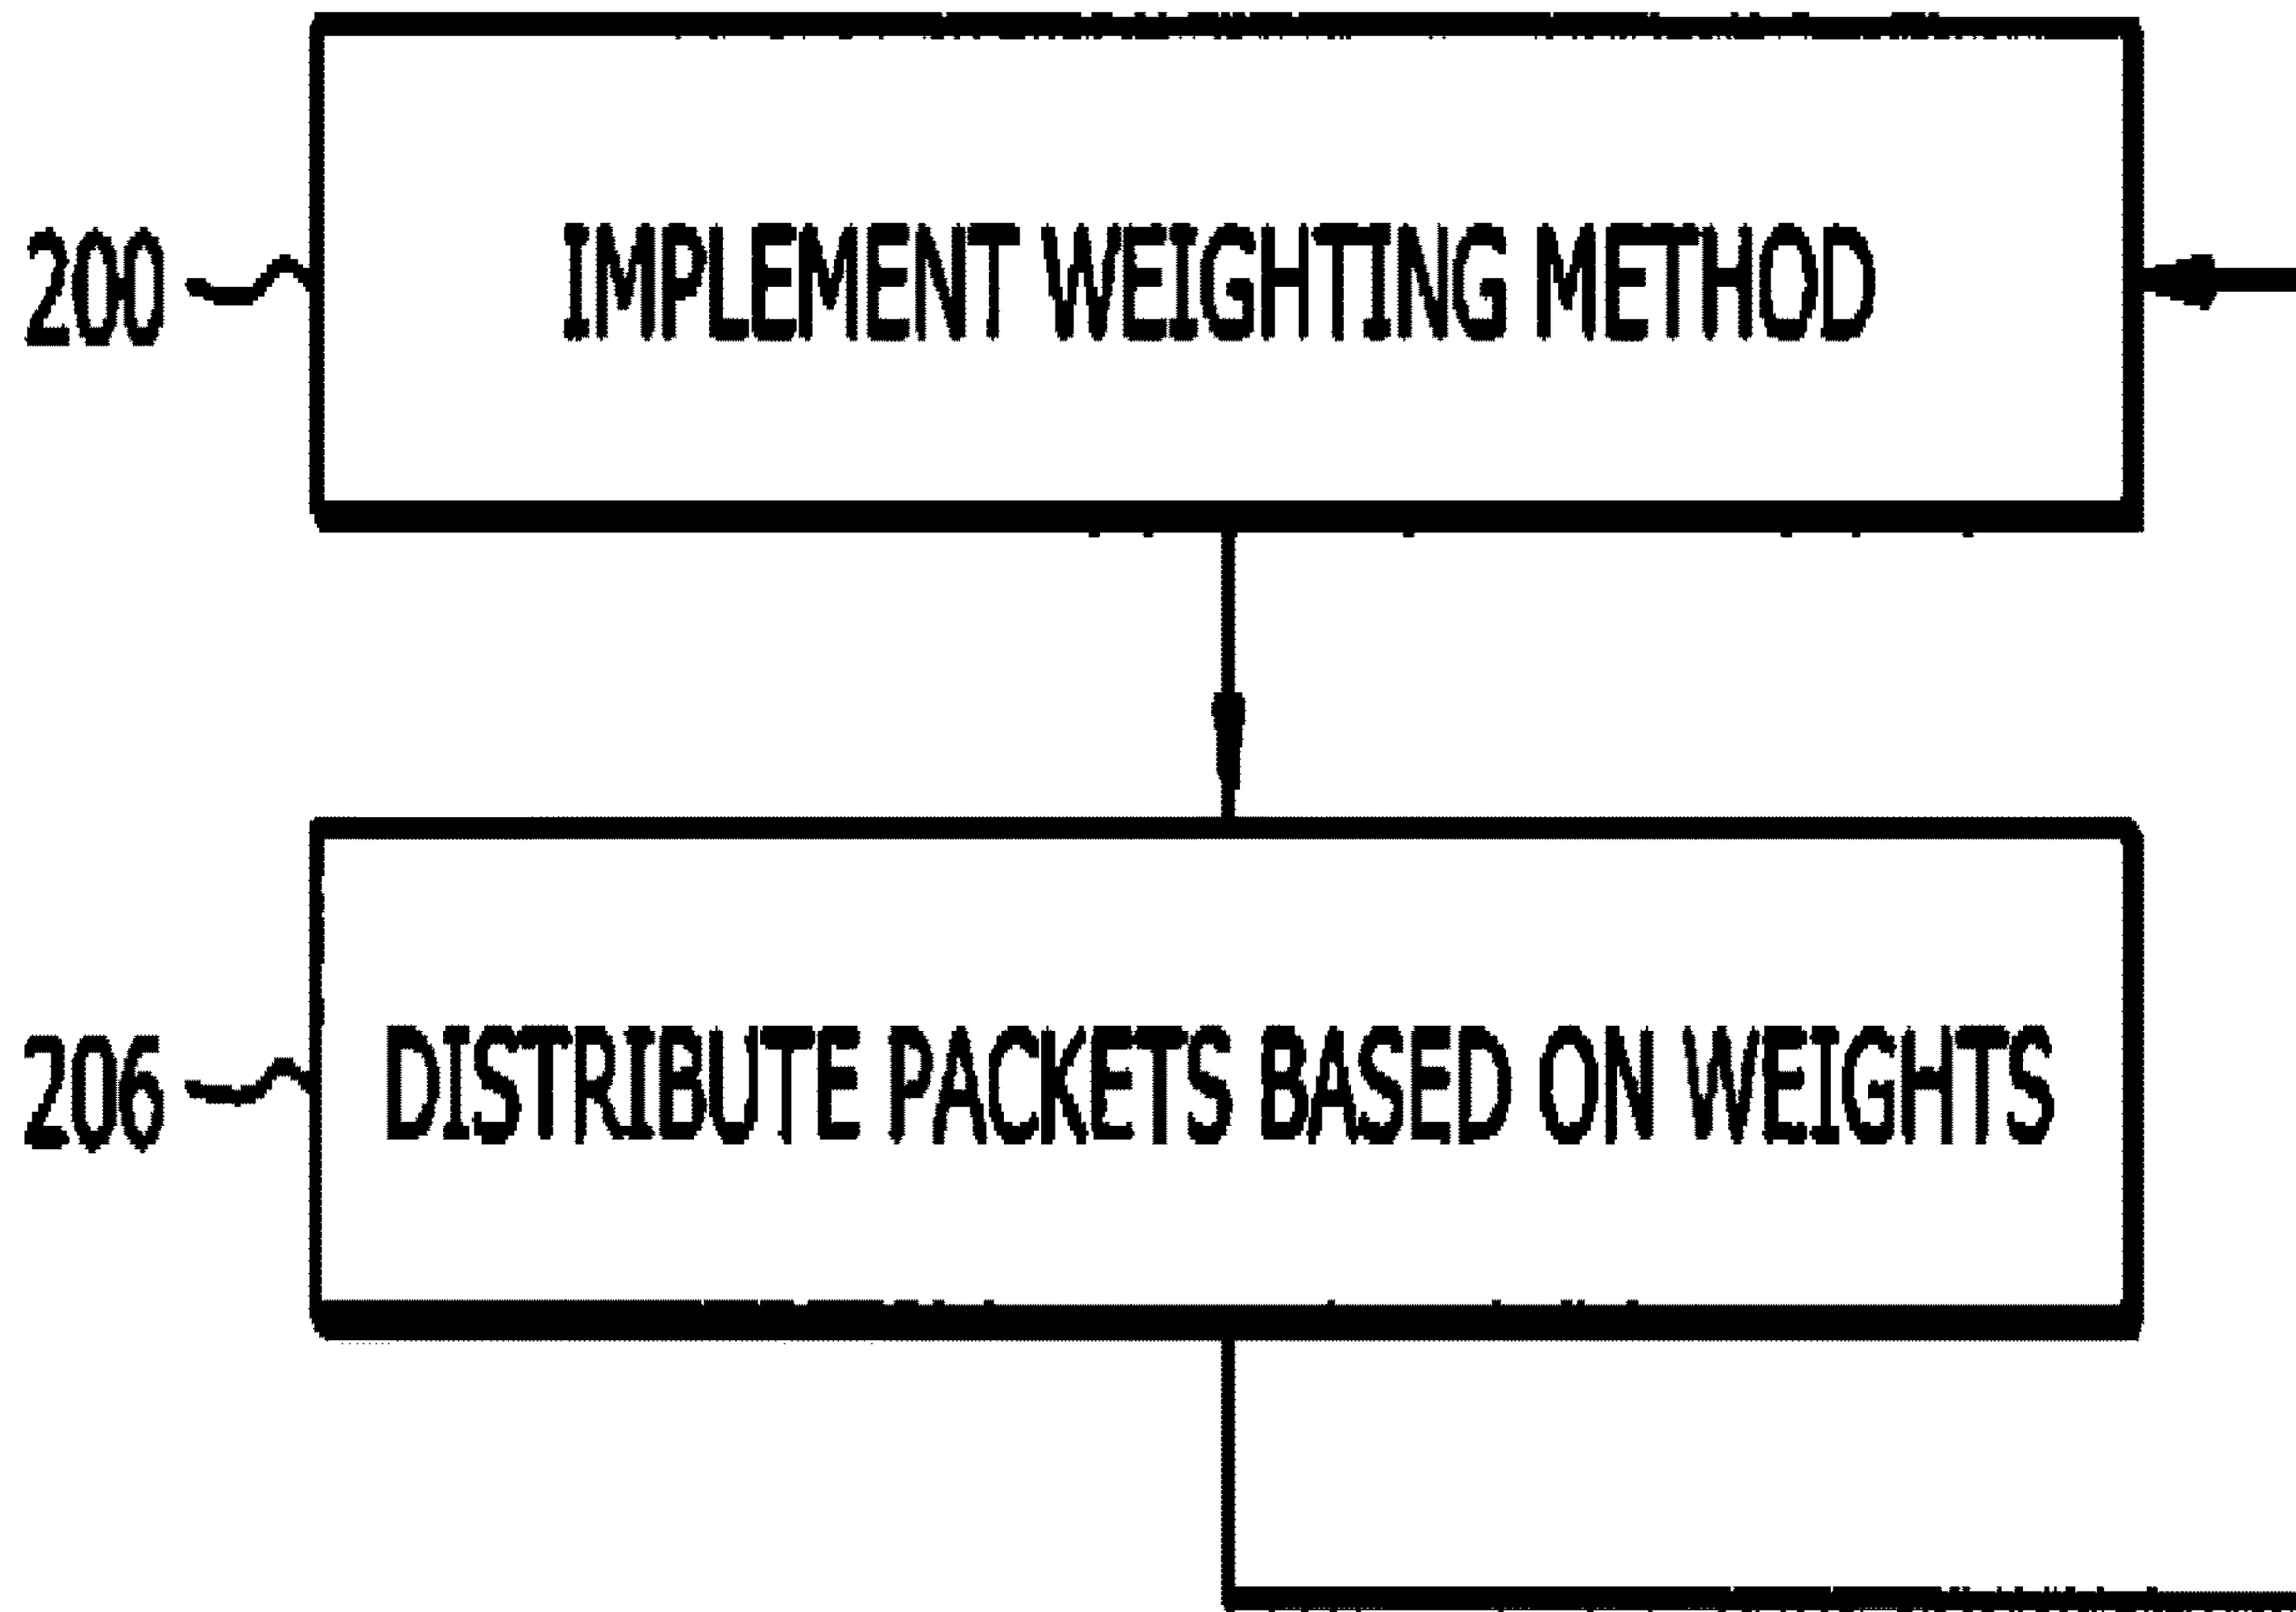 200
IMPLEMENT WEIGHTING METHOD
206
DISTRIBUTE PACKETS BASED ON WEIGHTS